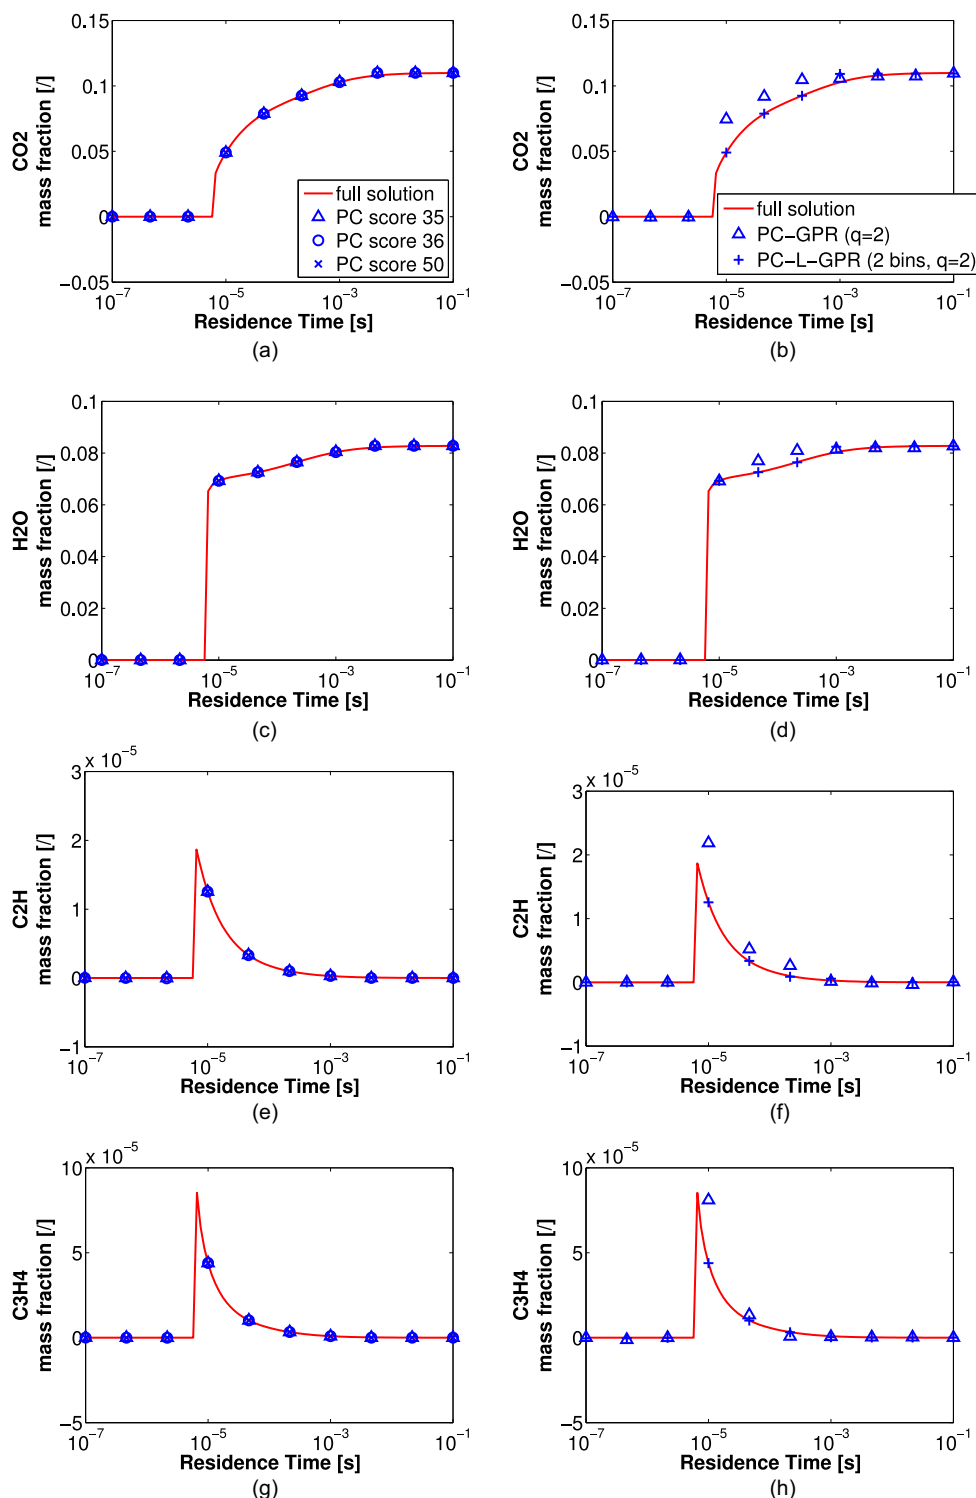 0.15
0.1
0.05
0
−0.05
CO2
mass fraction [/]
full solution
PC score 35
PC score 36
PC score 50
10−7
10−5
10−3
10−1
Residence Time [s]
(a)
0.15
0.1
0.05
0
−0.05
CO2
mass fraction [/]
full solution
PC−GPR (q=2)
PC−L−GPR (2 bins, q=2)
10−7
10−5
10−3
10−1
Residence Time [s]
(b)
0.1
0.08
0.06
0.04
0.02
0
H2O
mass fraction [/]
10−7
10−5
10−3
10−1
Residence Time [s]
(c)
0.1
0.08
0.06
0.04
0.02
0
H2O
mass fraction [/]
10−7
10−5
10−3
10−1
Residence Time [s]
(d)
x 10−5
3
2
1
0
−1
C2H
mass fraction [/]
10−7
10−5
10−3
10−1
Residence Time [s]
(e)
x 10−5
3
2
1
0
−1
C2H
mass fraction [/]
10−7
10−5
10−3
10−1
Residence Time [s]
(f)
x 10−5
10
5
0
−5
C3H4
mass fraction [/]
10−7
10−5
10−3
10−1
Residence Time [s]
(g)
x 10−5
10
5
0
−5
C3H4
mass fraction [/]
10−7
10−5
10−3
10−1
Residence Time [s]
(h)